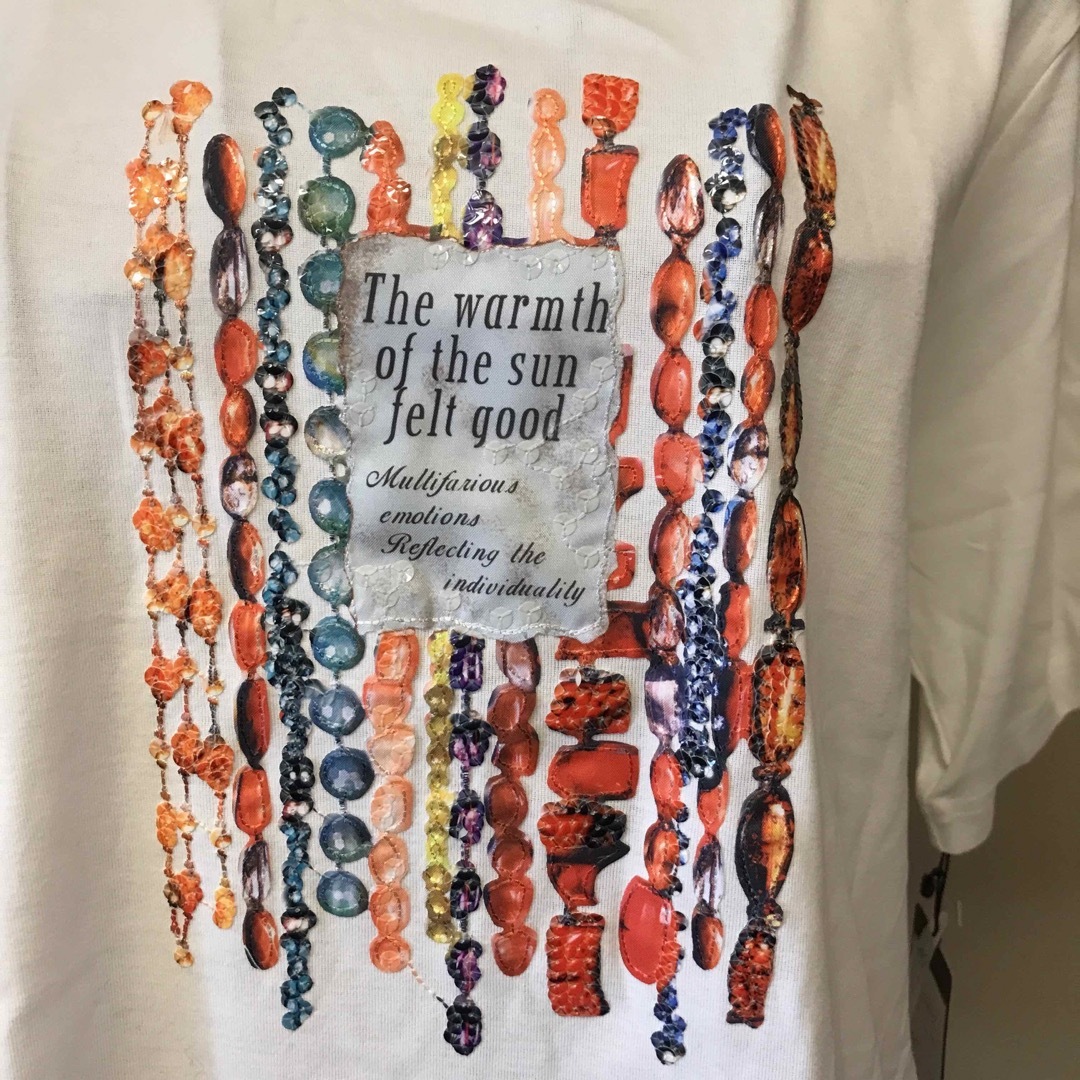 The warmth
of the sun
felt good
Multifarious
emotions
Reflecting the
individuality